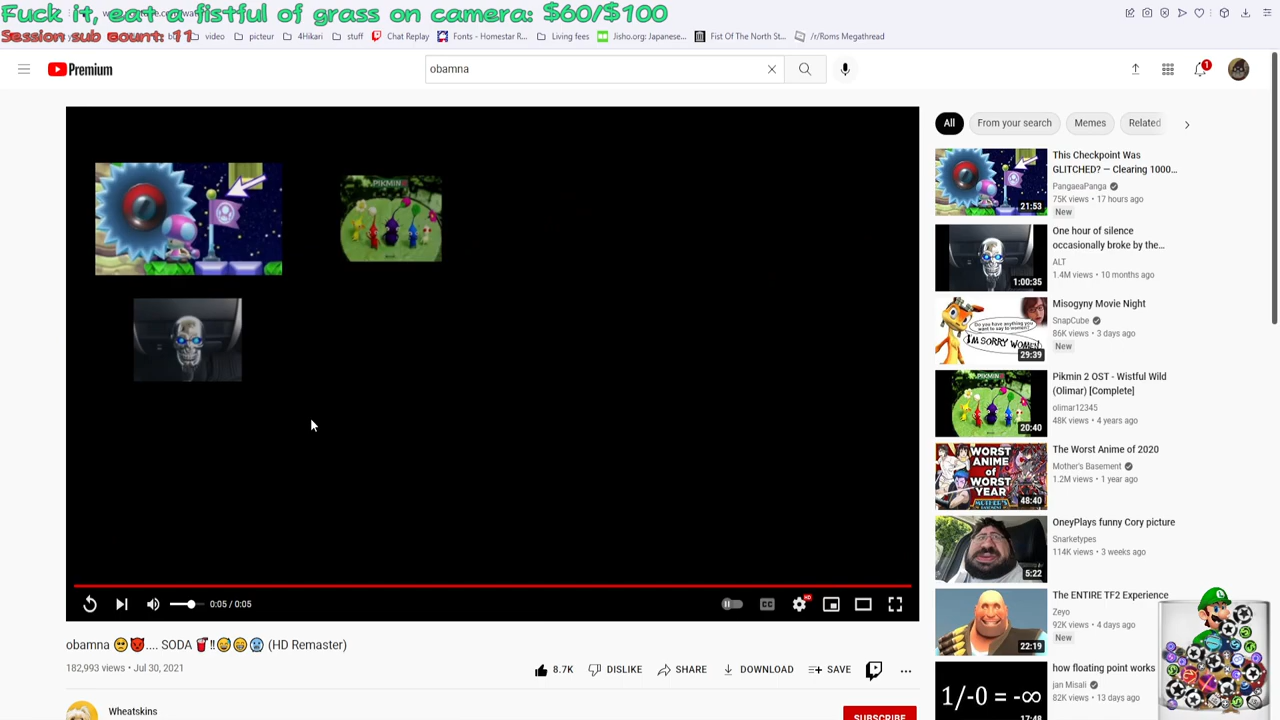 Fuck it, eat a fistful of grass on camera: $60/$100
Session sub count: 11
video
picteur
4Hikari
stuff
Chat Replay
Fonts - Homestar R...
Living fees
Jisho.org: Japanese...
Fist Of The North St...
/r/Roms Megathread
Premium
obamna
1
All
From your search
Memes
Related
This Checkpoint Was
GLITCHED? — Clearing 1000...
PangaeaPanga
75K views • 17 hours ago
New
21:53
One hour of silence
occasionally broke by the...
ALT
1.4M views • 10 months ago
1:00:35
Misogyny Movie Night
SnapCube
86K views • 3 days ago
New
I'M SORRY WOMEN
29:39
Pikmin 2 OST - Wistful Wild
(Olimar) [Complete]
olimar12345
48K views • 4 years ago
20:40
The Worst Anime of 2020
Mother's Basement
1.2M views • 1 year ago
WORST
ANIME
of
WORST
YEAR
48:40
OneyPlays funny Cory picture
Snarketypes
114K views • 3 weeks ago
5:22
The ENTIRE TF2 Experience
Zeyo
92K views • 4 days ago
New
22:19
how floating point works
jan Misali
82K views • 13 days ago
1/-0 = -∞
17:48
PIKMIN
0:05 / 0:05
HD
CC
obamna 🥺😈.... SODA 🥤‼😅😁🥶 (HD Remaster)
182,993 views • Jul 30, 2021
8.7K
DISLIKE
SHARE
DOWNLOAD
SAVE
Wheatskins
SUBSCRIBE